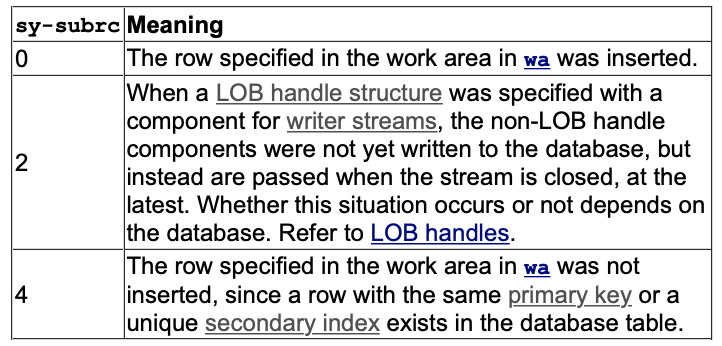 sy-subrc Meaning
0 The row specified in the work area in wa was inserted.
When a LOB handle structure was specified with a
component for writer streams, the non-LOB handle
components were not yet written to the database, but
2 instead are passed when the stream is closed, at the
latest. Whether this situation occurs or not depends on
the database. Refer to LOB handles.
The row specified in the work area in wa was not
4 inserted, since a row with the same primary key or a
unique secondary index exists in the database table.